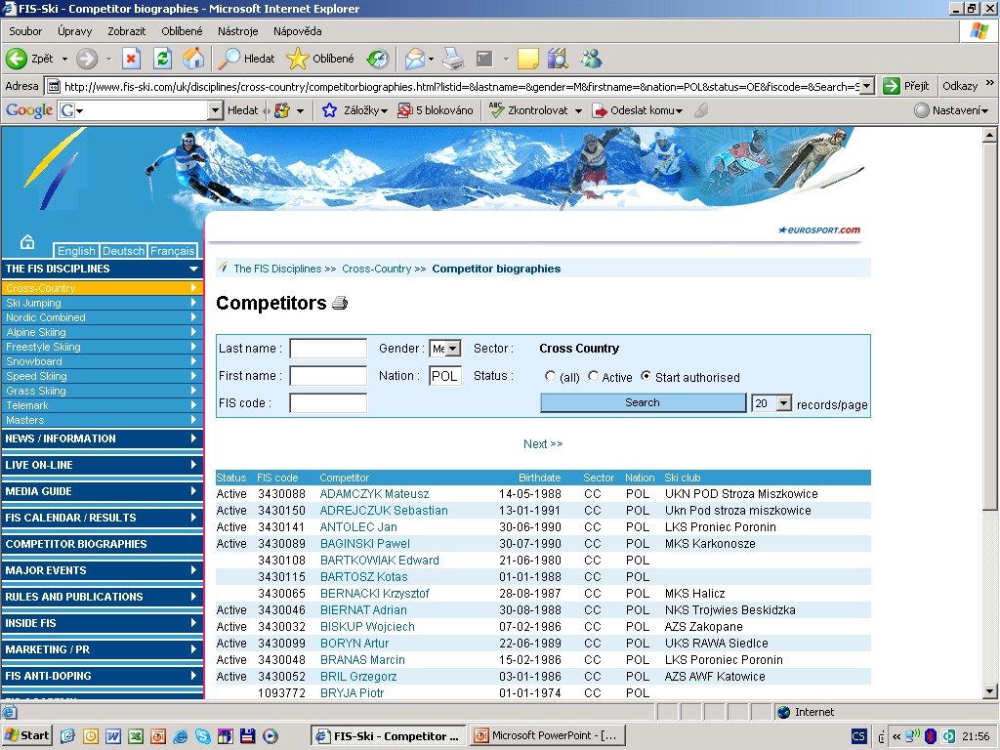 FIS-Ski - Competitor biographies - Microsoft Internet Explorer
Soubor Úpravy Zobrazit Oblíbené Nástroje Nápověda
Zpět Hledat Oblíbené
Adresa http://www.fis-ski.com/uk/disciplines/cross-country/competitorbiographies.html?listid=&lastname=&gender=M&firstname=&nation=POL&status=OE&fiscode=&Search=S Přejít Odkazy »
Google G Hledat Záložky 5 blokováno Zkontrolovat Odeslat komu Nastavení
EUROSPORT.com
English Deutsch Français
THE FIS DISCIPLINES
Cross-Country
Ski Jumping
Nordic Combined
Alpine Skiing
Freestyle Skiing
Snowboard
Speed Skiing
Grass Skiing
Telemark
Masters
NEWS / INFORMATION
LIVE ON-LINE
MEDIA GUIDE
FIS CALENDAR / RESULTS
COMPETITOR BIOGRAPHIES
MAJOR EVENTS
RULES AND PUBLICATIONS
INSIDE FIS
MARKETING / PR
FIS ANTI-DOPING
The FIS Disciplines >> Cross-Country >> Competitor biographies
Competitors
Last name : Gender : Me Sector : Cross Country
First name : Nation : POL Status : (all) Active Start authorised
FIS code : Search 20 records/page
Next >>
Status FIS code Competitor Birthdate Sector Nation Ski club
Active 3430088 ADAMCZYK Mateusz 14-05-1988 CC POL UKN POD Stroza Miszkowice
Active 3430150 ADREJCZUK Sebastian 13-01-1991 CC POL Ukn Pod stroza miszkowice
Active 3430141 ANTOLEC Jan 30-06-1990 CC POL LKS Proniec Poronin
Active 3430089 BAGINSKI Pawel 30-07-1990 CC POL MKS Karkonosze
3430108 BARTKOWIAK Edward 21-06-1980 CC POL
3430115 BARTOSZ Kotas 01-01-1988 CC POL
3430065 BERNACKI Krzysztof 28-08-1987 CC POL MKS Halicz
Active 3430046 BIERNAT Adrian 30-08-1988 CC POL NKS Trojwies Beskidzka
Active 3430032 BISKUP Wojciech 07-02-1986 CC POL AZS Zakopane
Active 3430099 BORYN Artur 22-06-1989 CC POL UKS RAWA Siedlce
Active 3430048 BRANAS Marcin 15-02-1986 CC POL LKS Poroniec Poronin
Active 3430052 BRIL Grzegorz 03-01-1986 CC POL AZS AWF Katowice
1093772 BRYJA Piotr 01-01-1974 CC POL
Internet
Start FIS-Ski - Competitor ... Microsoft PowerPoint - [... CS « 21:56